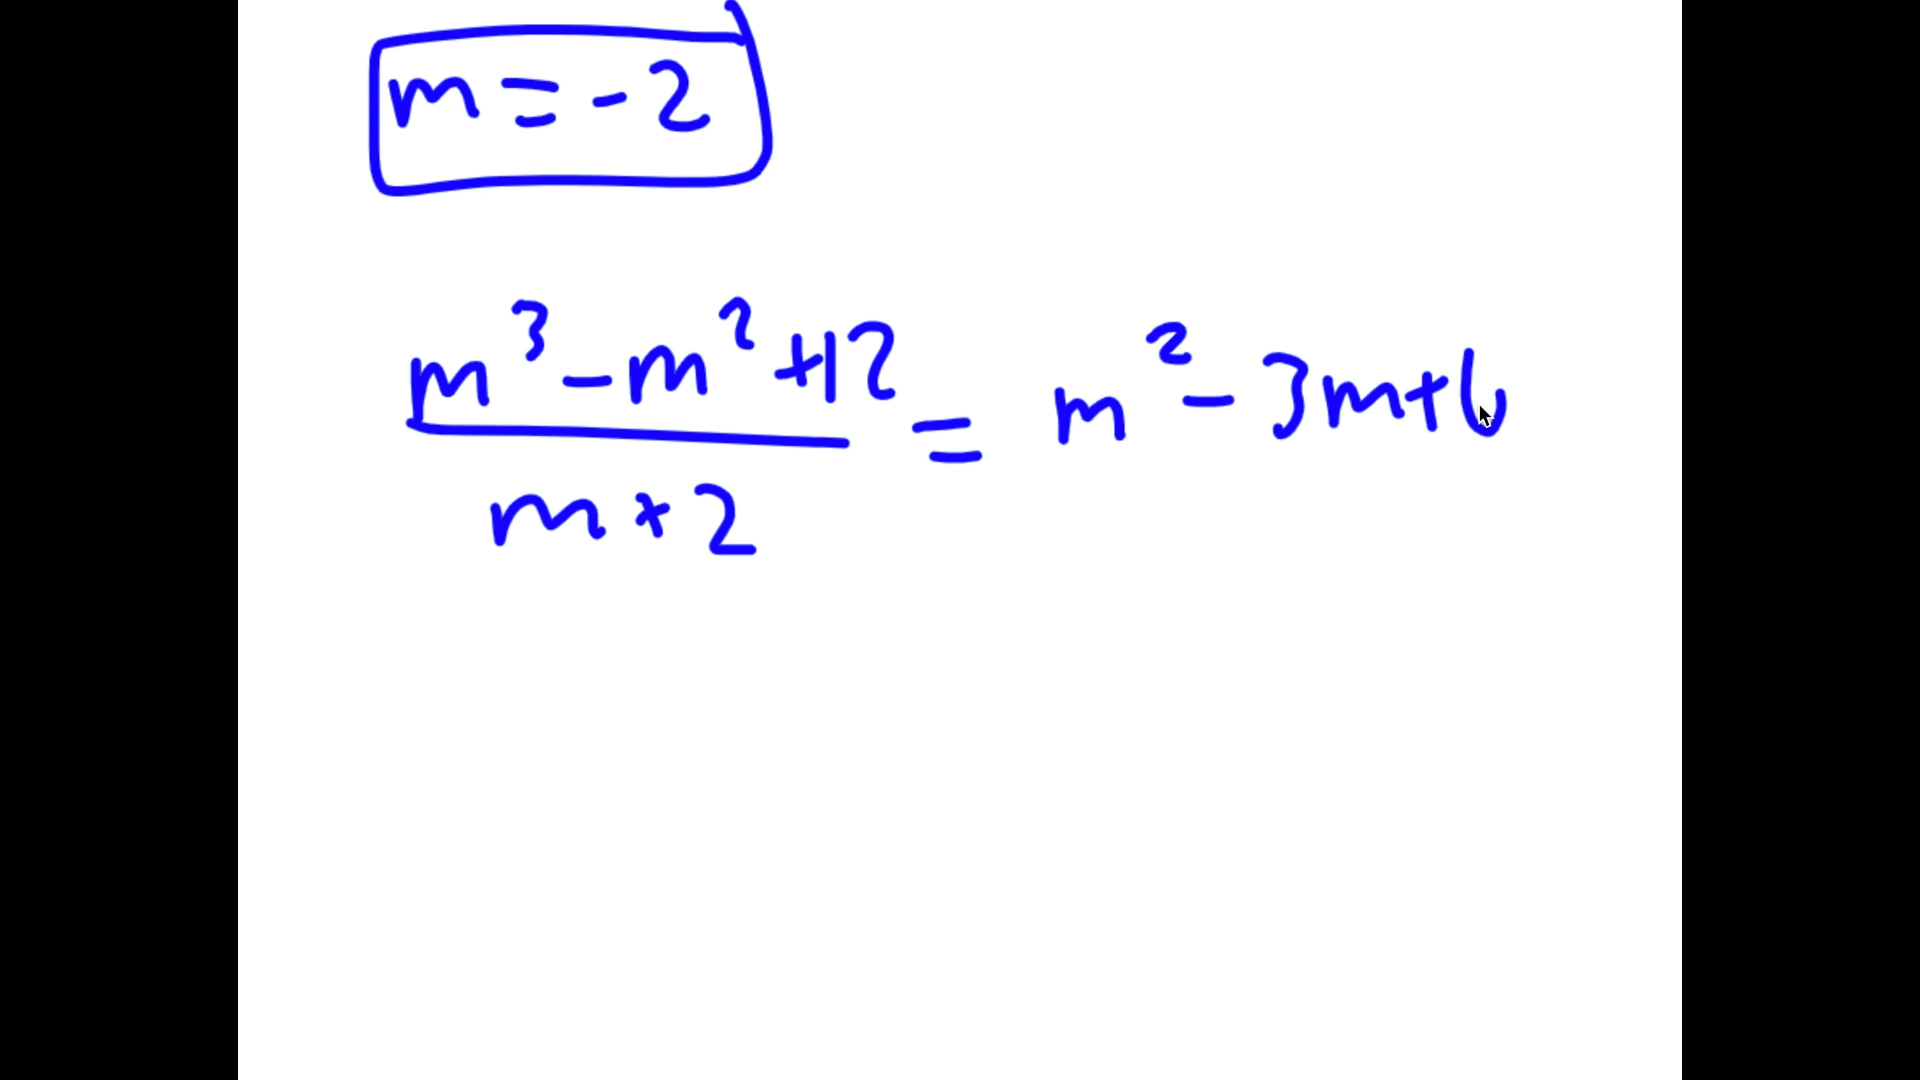 m = -2
m³ - m² + 12
───────── = m² - 3m + 6
m + 2